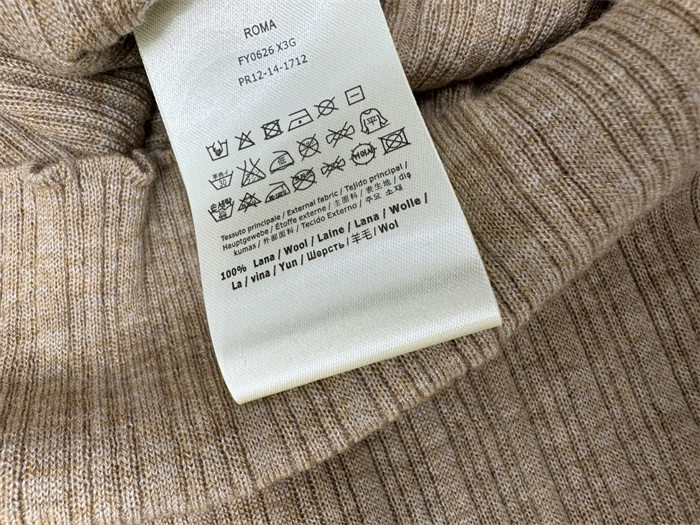 ROMA
FY0626 X3G
PR12-14-1712
Tessuto principale / External fabric / Tejido principal /
Hauptgewebe / Étoffe externe / 主面料 / 表生地 / dış
kumas / 外部面料 / Tecido Externo / 주요 소재
100% Lana / Wool / Laine / Lana / Wolle /
La / vina / Yun / Шерсть / 羊毛 / Wol